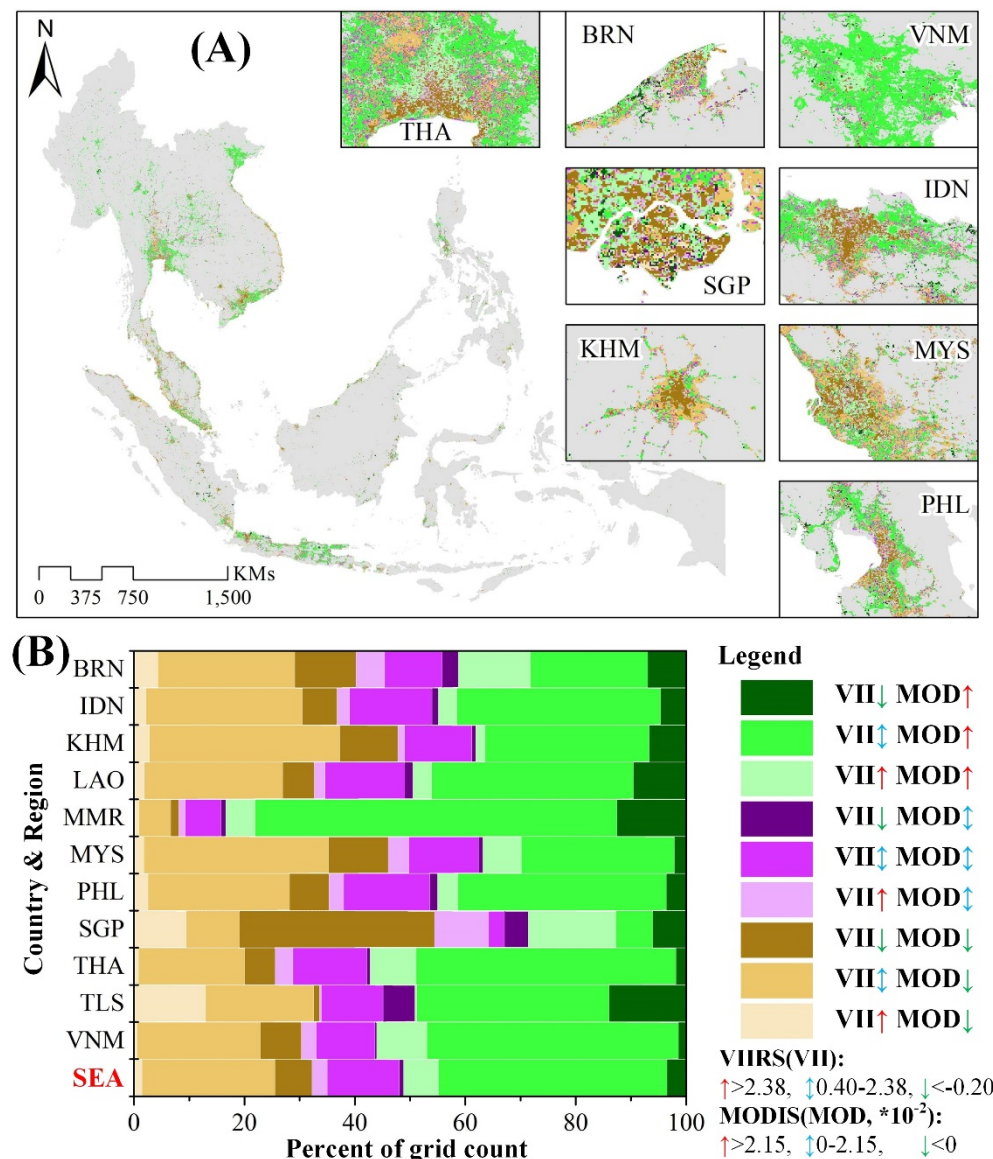 N
(A)
THA
BRN
VNM
SGP
IDN
KHM
MYS
PHL
KMs
0 375 750 1,500
(B)
Country & Region
BRN
IDN
KHM
LAO
MMR
MYS
PHL
SGP
THA
TLS
VNM
SEA
0 20 40 60 80 100
Percent of grid count
Legend
VII↓ MOD↑
VII↕ MOD↑
VII↑ MOD↑
VII↓ MOD↕
VII↕ MOD↕
VII↑ MOD↕
VII↓ MOD↓
VII↕ MOD↓
VII↑ MOD↓
VIIRS(VII):
↑>2.38, ↕0.40-2.38, ↓<-0.20
MODIS(MOD, *10⁻²):
↑>2.15, ↕0-2.15, ↓<0